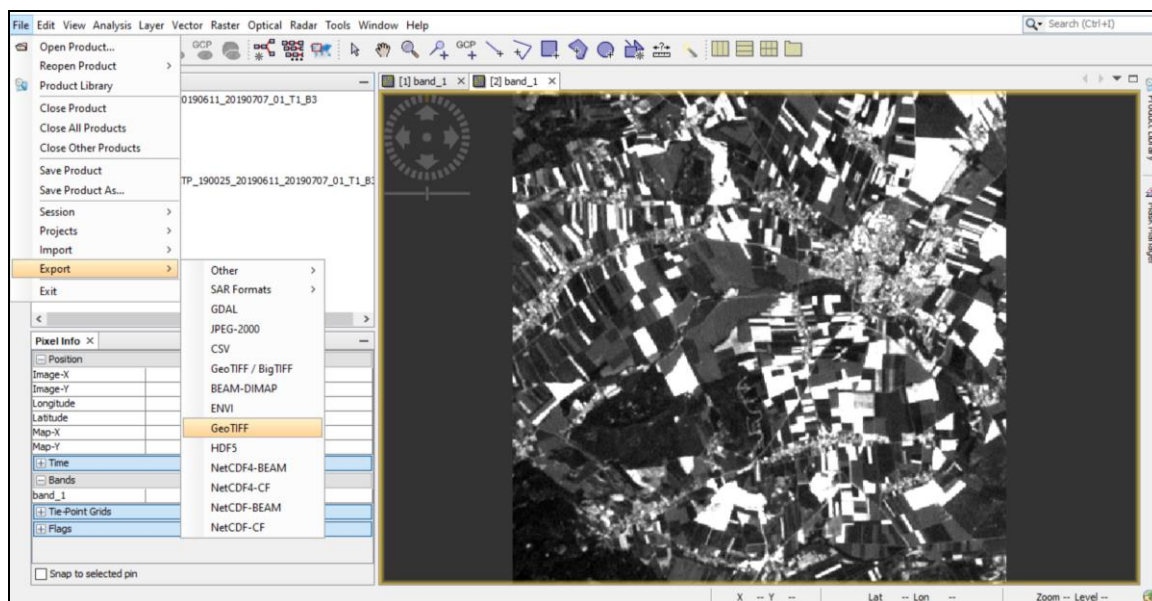 File Edit View Analysis Layer Vector Raster Optical Radar Tools Window Help
Search (Ctrl+I)
Open Product...
Reopen Product >
Product Library
Close Product
Close All Products
Close Other Products
Save Product
Save Product As...
Session >
Projects >
Import >
Export >
Exit
GCP
GCP
[1] band_1 × [2] band_1 ×
0190611_20190707_01_T1_B3
TP_190025_20190611_20190707_01_T1_B3
Other >
SAR Formats >
GDAL
JPEG-2000
CSV
GeoTIFF / BigTIFF
BEAM-DIMAP
ENVI
GeoTIFF
HDF5
NetCDF4-BEAM
NetCDF4-CF
NetCDF-BEAM
NetCDF-CF
Pixel Info ×
Position
Image-X
Image-Y
Longitude
Latitude
Map-X
Map-Y
Time
Bands
band_1
Tie-Point Grids
Flags
Snap to selected pin
Product Library
Mask Manager
X -- Y -- Lat -- Lon -- Zoom -- Level --